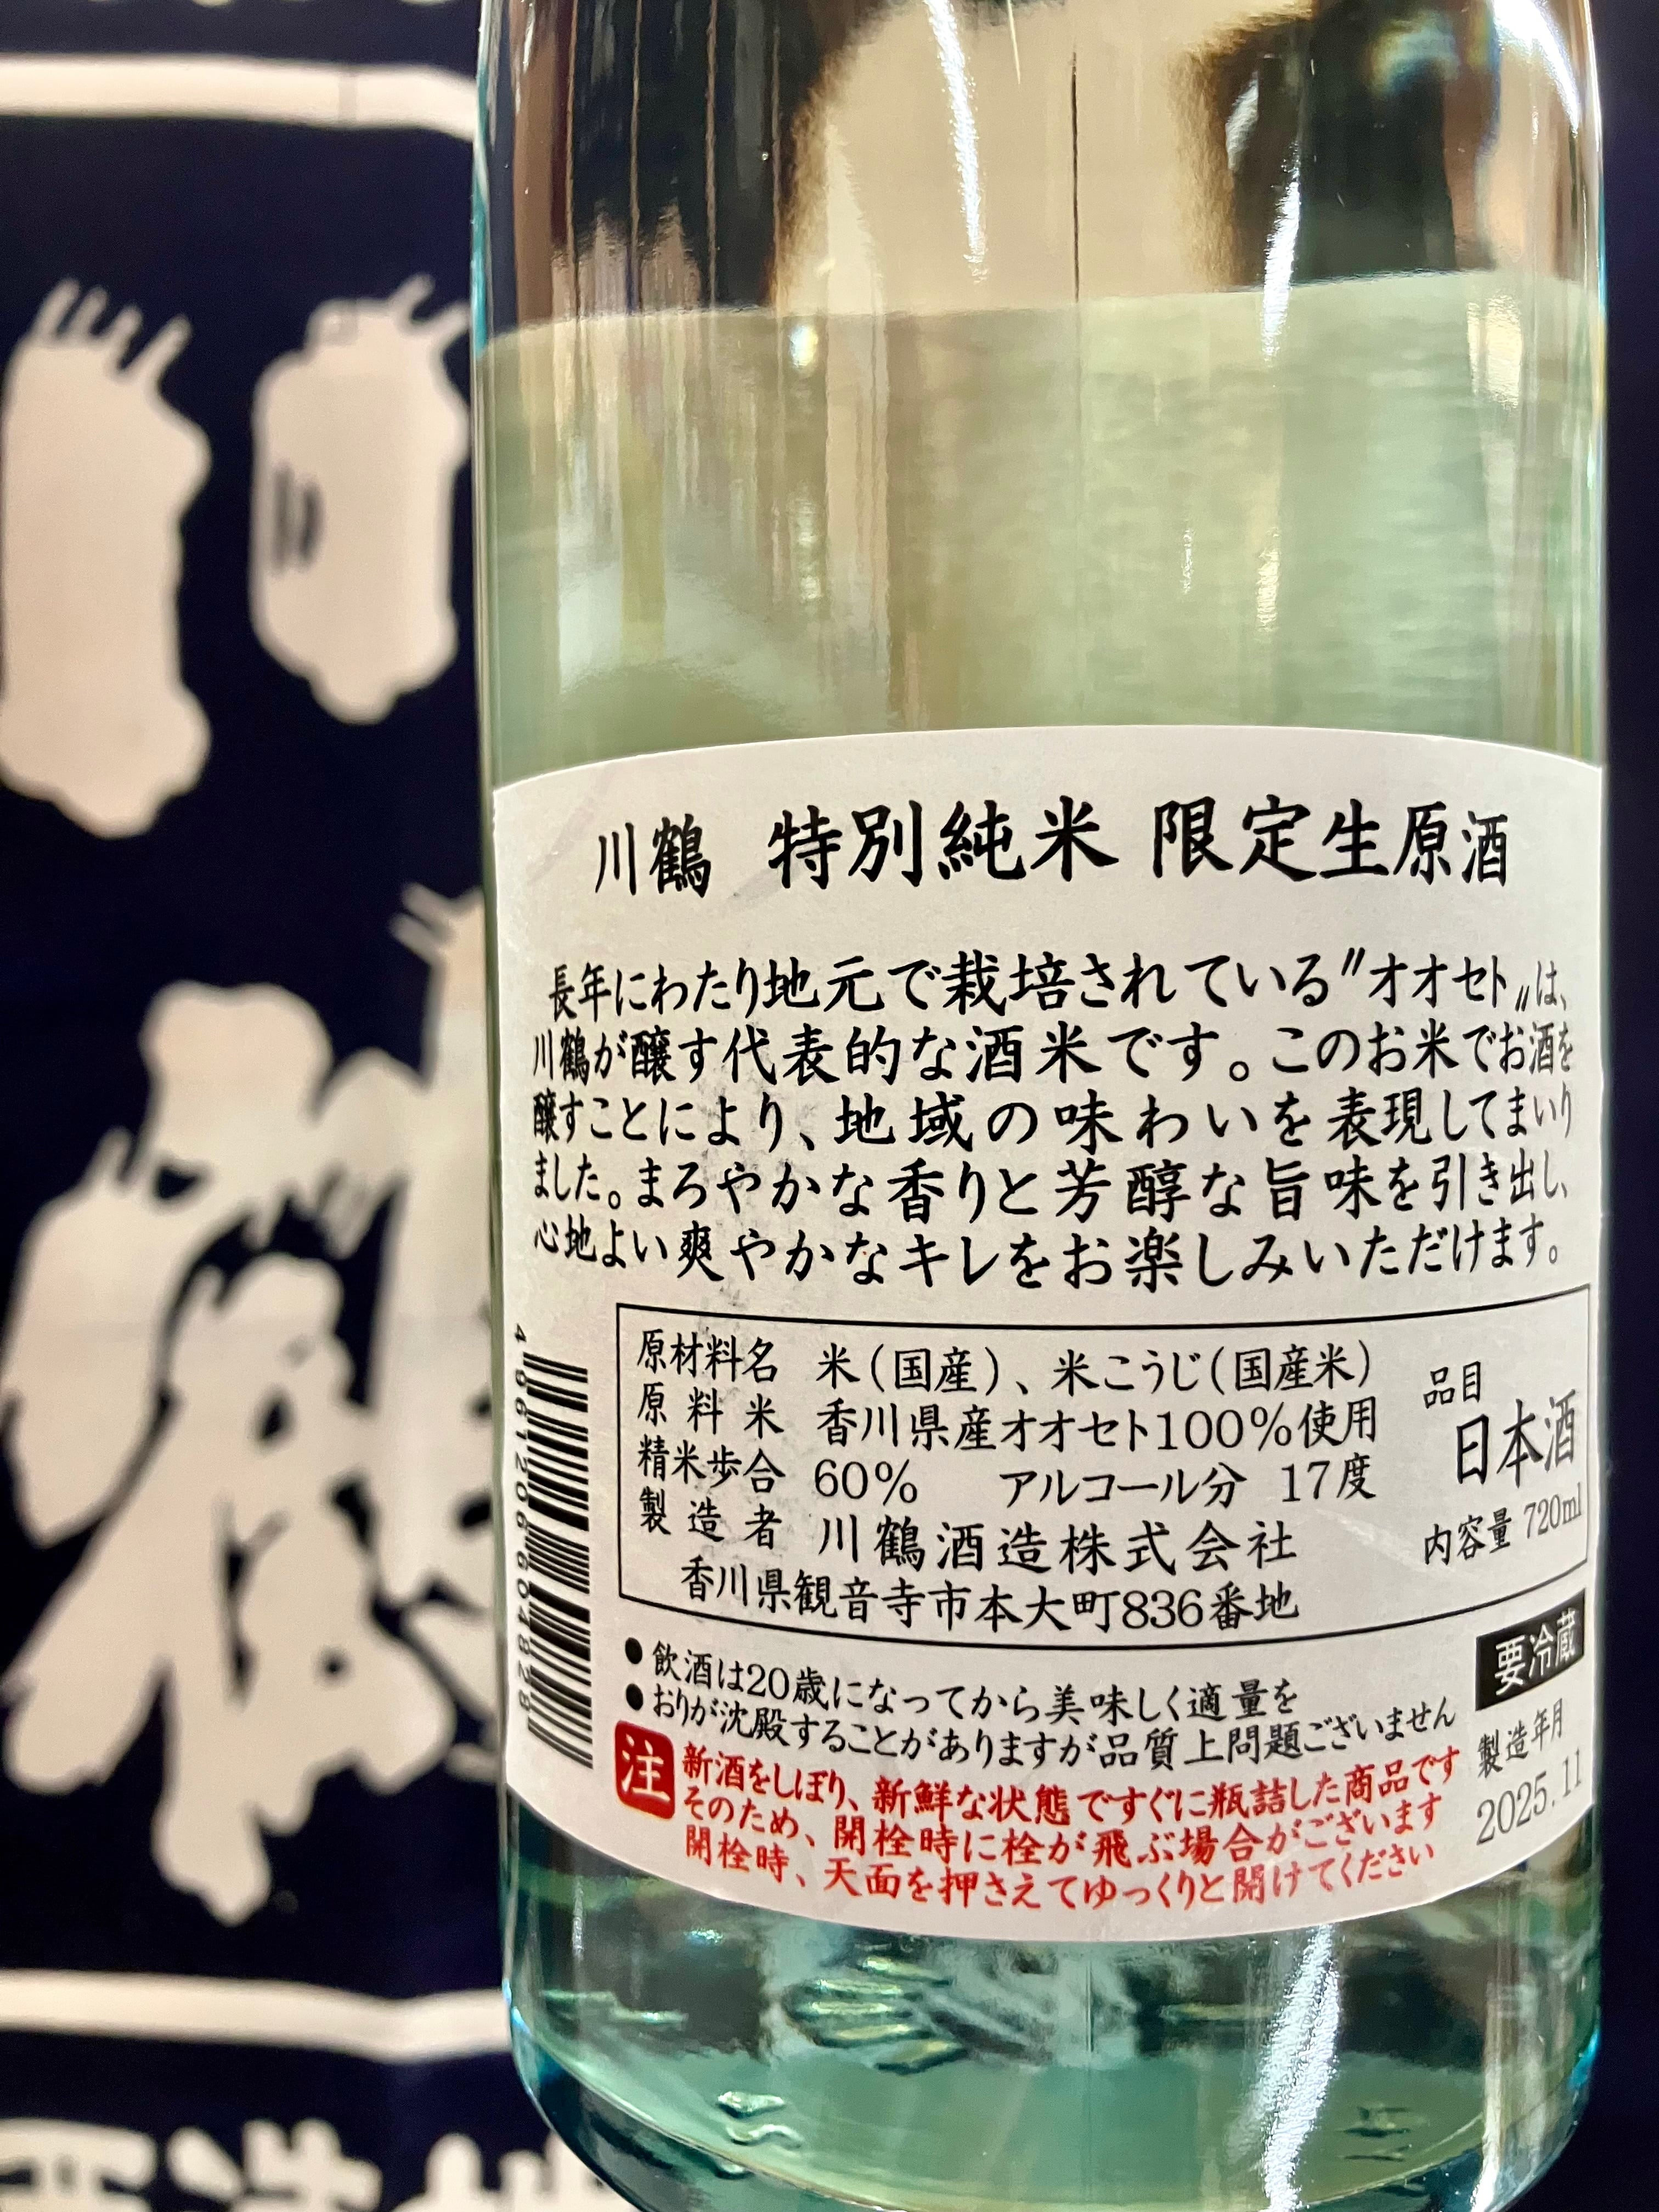 川鶴 特別純米 限定生原酒
長年にわたり地元で栽培されている〃オオセト〃は、
川鶴が醸す代表的な酒米です。このお米でお酒を
醸すことにより、地域の味わいを表現してまいり
ました。まろやかな香りと芳醇な旨味を引き出し、
心地よい爽やかなキレをお楽しみいただけます。
原材料名 米(国産)、米こうじ(国産米)
原料米 香川県産オオセト100%使用
精米歩合 60% アルコール分 17度
製造者 川鶴酒造株式会社
香川県観音寺市本大町836番地
品目
日本酒
内容量 720ml
●飲酒は20歳になってから美味しく適量を
●おりが沈殿することがありますが品質上問題ございません
注 新酒をしぼり、新鮮な状態ですぐに瓶詰した商品です
そのため、開栓時に栓が飛ぶ場合がございます
開栓時、天面を押さえてゆっくりと開けてください
要冷蔵
製造年月
2025.11
川
鶴